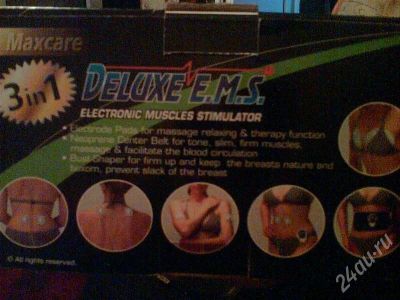 Maxcare
3 in 1
DELUXE E.M.S.
ELECTRONIC MUSCLES STIMULATOR
• Electrode Pads for massage relaxing & therapy function
• Neoprene Center Belt for tone, slim, firm muscles,
massage & facilitate the blood circulation
• Bust Shaper for firm up and keep the breasts nature and
buxom, prevent slack of the breast
© All rights reserved.
24au.ru